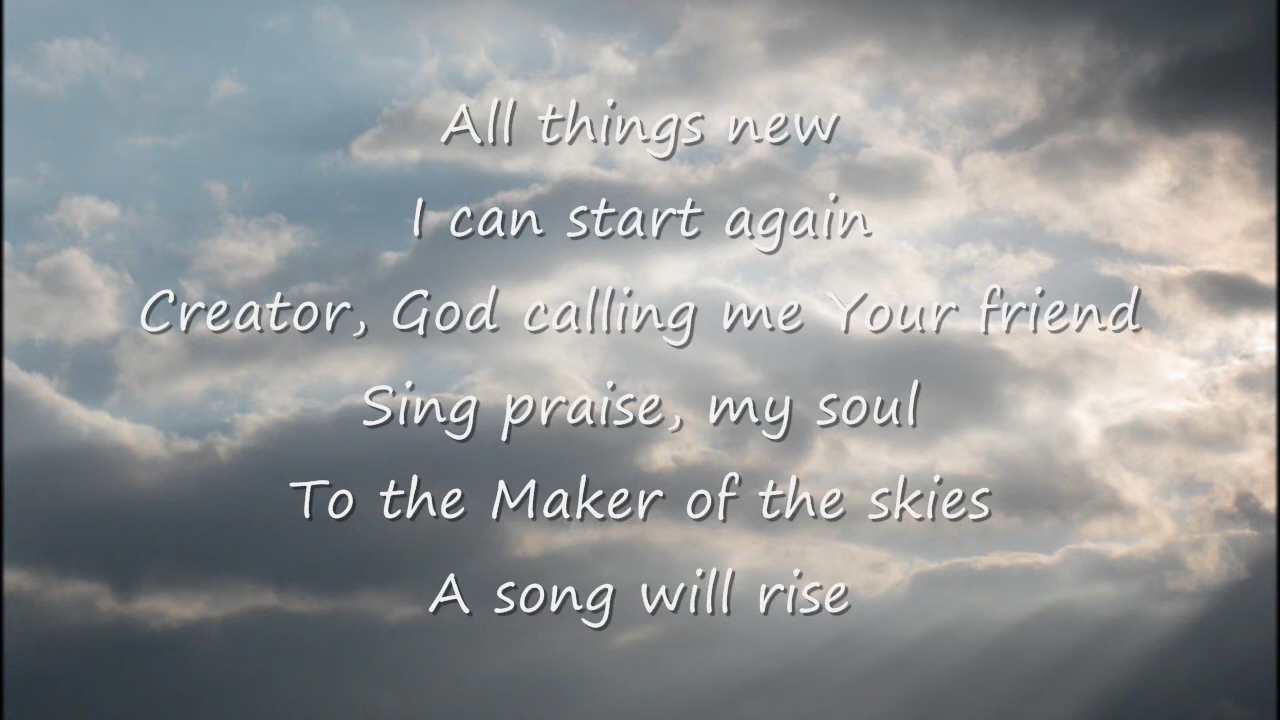 All things new
I can start again
Creator, God calling me Your friend
Sing praise, my soul
To the Maker of the skies
A song will rise